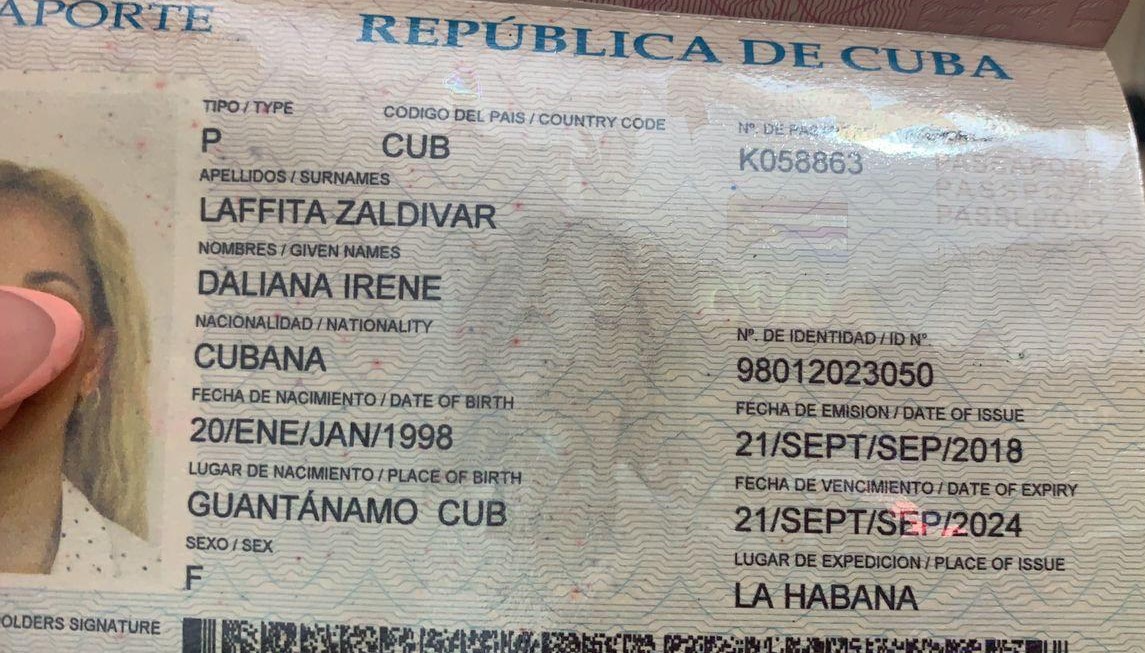 APORTE REPÚBLICA DE CUBA
TIPO / TYPE CODIGO DEL PAIS / COUNTRY CODE Nº. DE
P CUB K058863
APELLIDOS / SURNAMES
LAFFITA ZALDIVAR
NOMBRES / GIVEN NAMES
DALIANA IRENE
NACIONALIDAD / NATIONALITY Nº. DE IDENTIDAD / ID Nº.
CUBANA 98012023050
FECHA DE NACIMIENTO / DATE OF BIRTH FECHA DE EMISION / DATE OF ISSUE
20/ENE/JAN/1998 21/SEPT/SEP/2018
LUGAR DE NACIMIENTO / PLACE OF BIRTH FECHA DE VENCIMIENTO / DATE OF EXPIRY
GUANTÁNAMO CUB 21/SEPT/SEP/2024
SEXO / SEX LUGAR DE EXPEDICION / PLACE OF ISSUE
F LA HABANA
OLDERS SIGNATURE